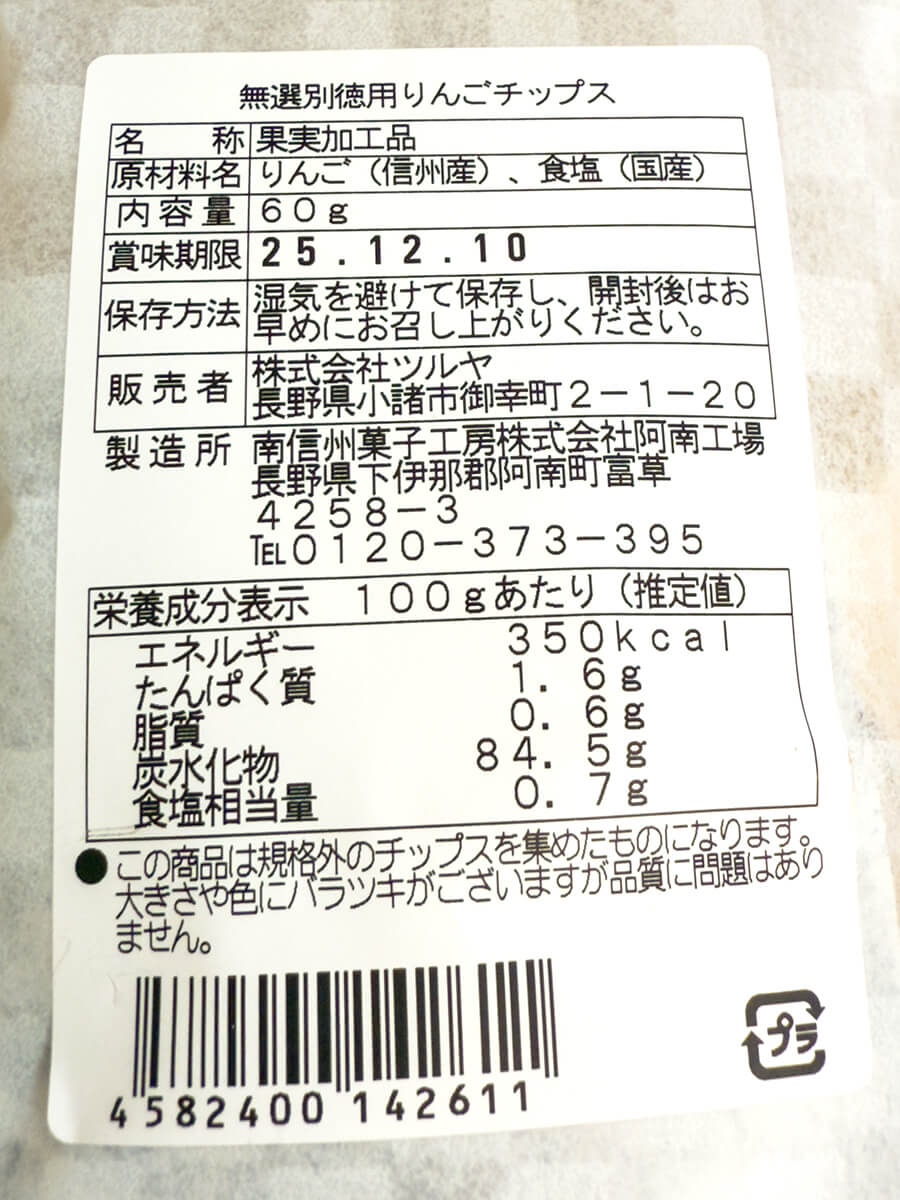 無選別徳用りんごチップス
名　称 果実加工品
原材料名 りんご（信州産）、食塩（国産）
内容量 60g
賞味期限 25.12.10
保存方法 湿気を避けて保存し、開封後はお
早めにお召し上がりください。
販売者 株式会社ツルヤ
長野県小諸市御幸町2－1－20
製造所 南信州菓子工房株式会社阿南工場
長野県下伊那郡阿南町富草
4258－3
℡0120－373－395
栄養成分表示　100gあたり（推定値）
エネルギー 350kcal
たんぱく質 1.6g
脂質 0.6g
炭水化物 84.5g
食塩相当量 0.7g
●この商品は規格外のチップスを集めたものになります。
大きさや色にバラツキがございますが品質に問題はあり
ません。
4582400142611
プラ